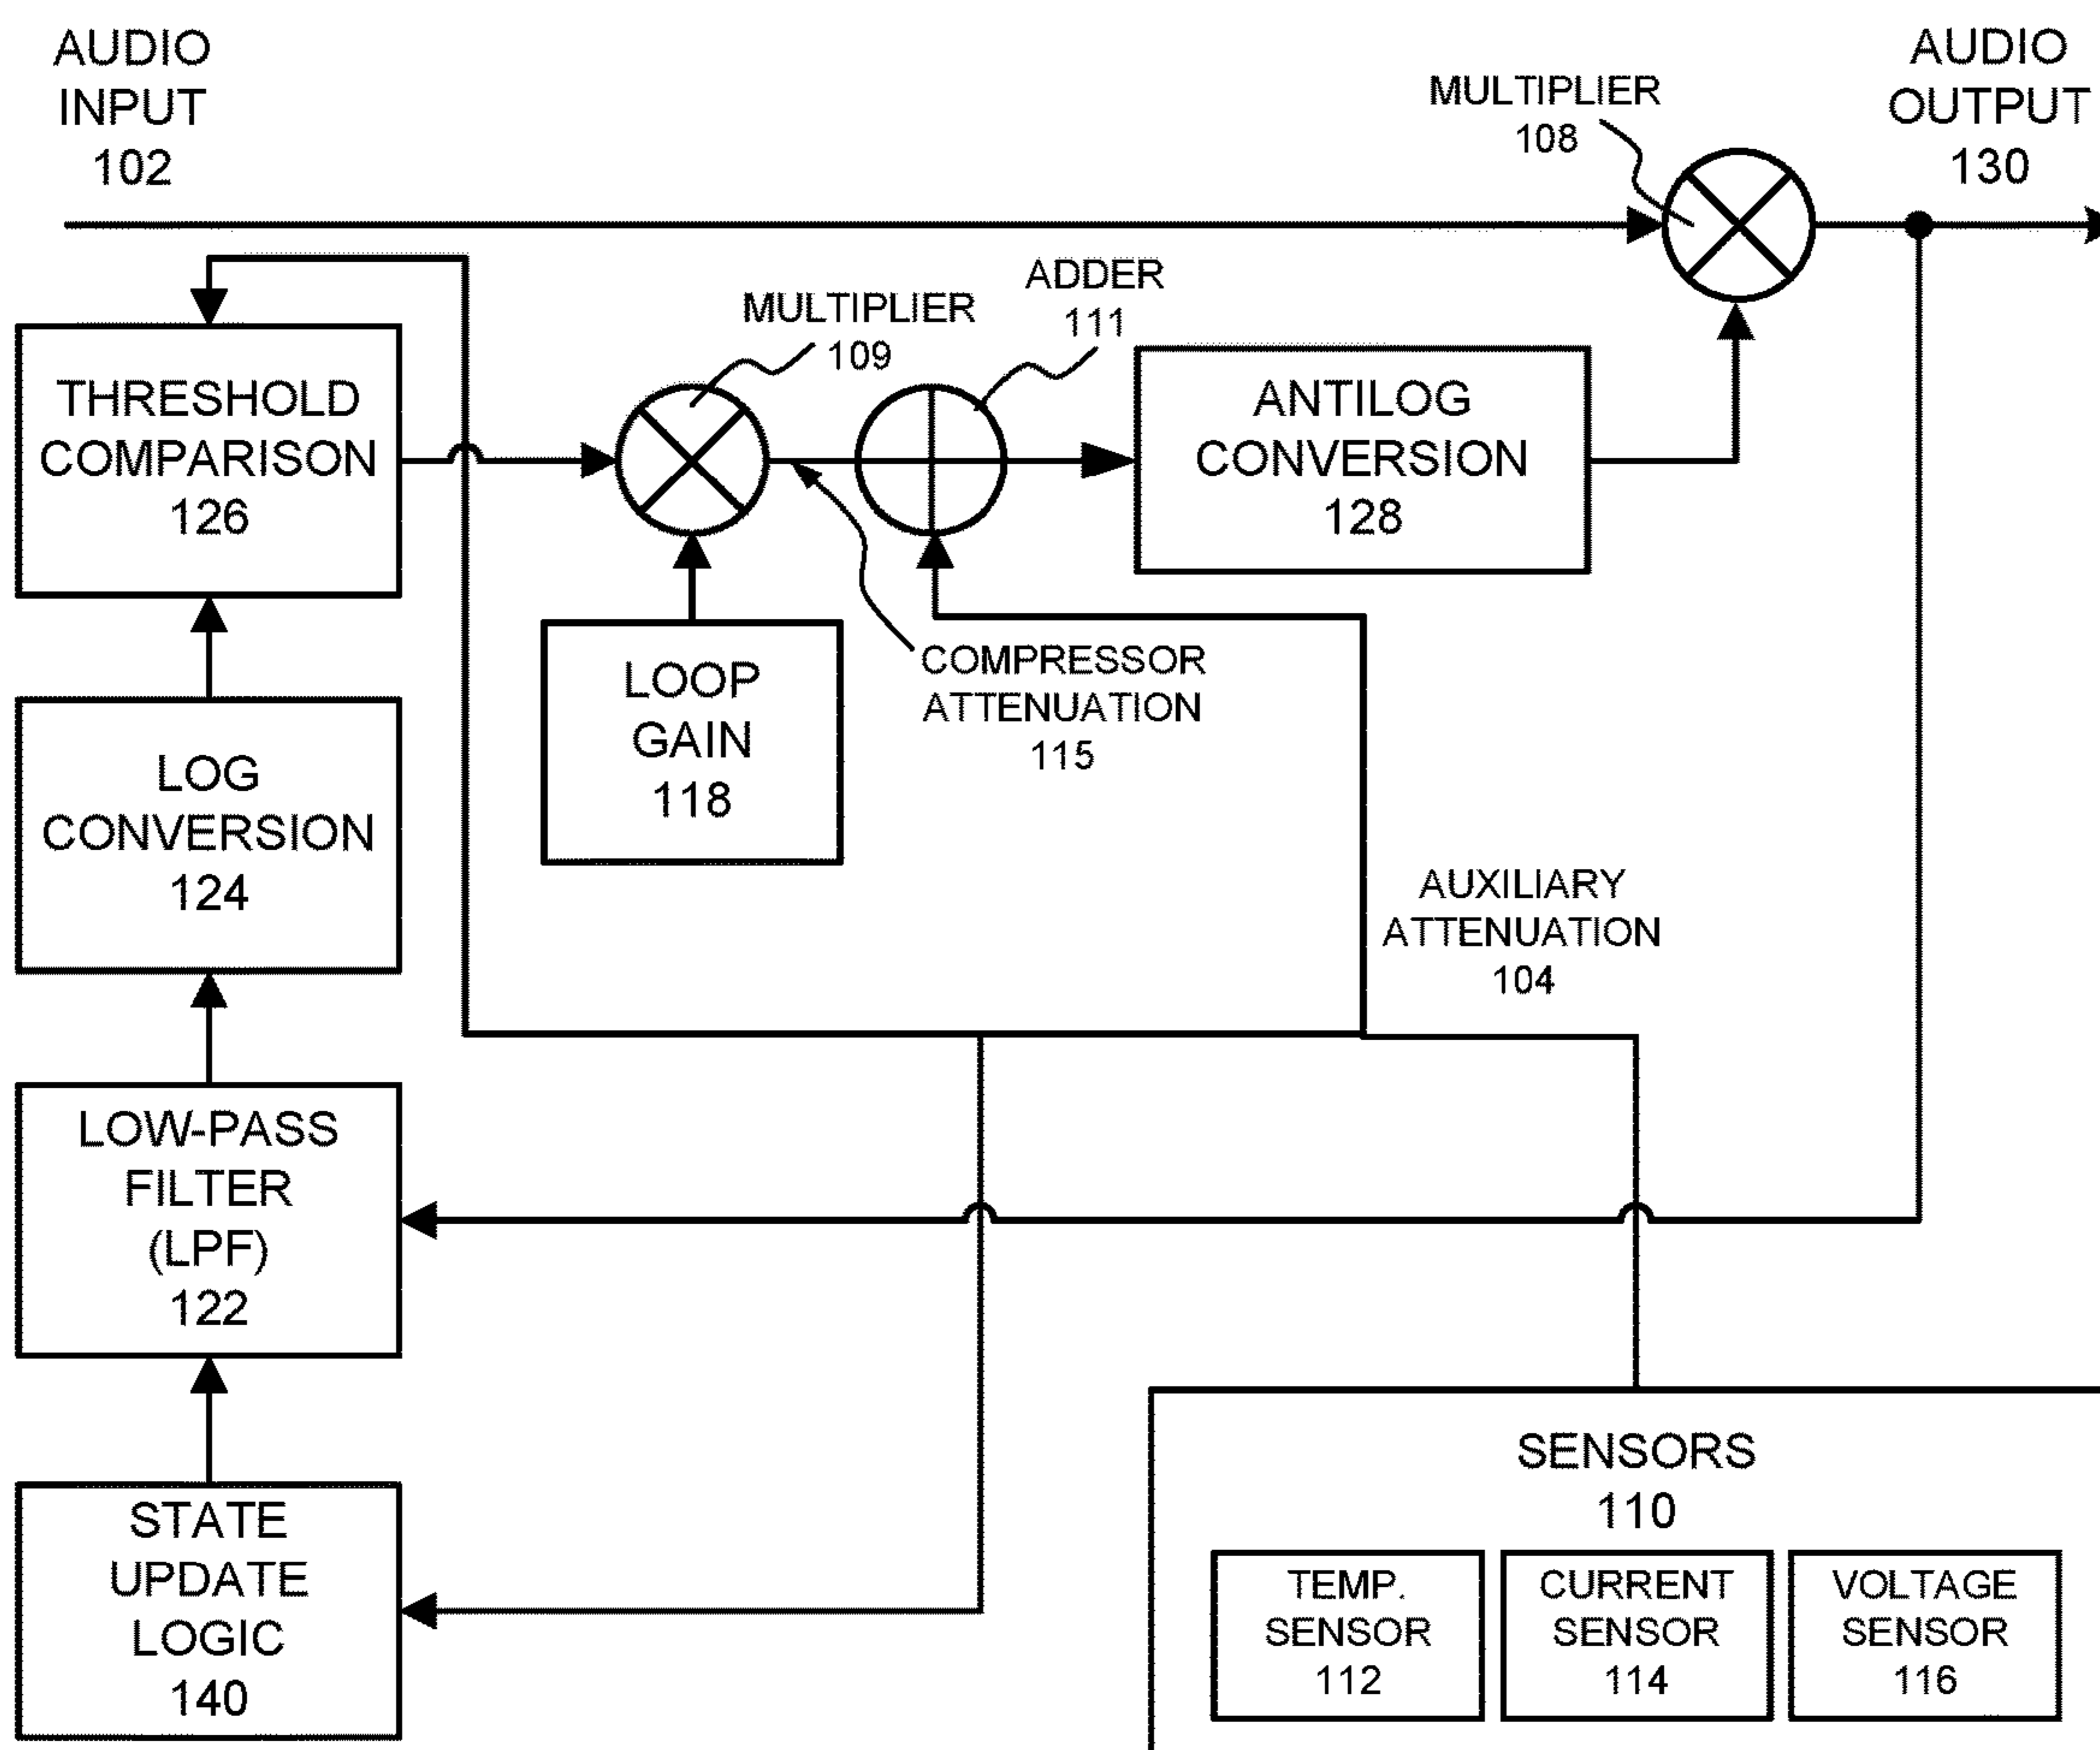 AUDIO
INPUT
102
MULTIPLIER
108
AUDIO
OUTPUT
130
THRESHOLD
COMPARISON
126
MULTIPLIER
109
ADDER
111
ANTILOG
CONVERSION
128
LOOP
GAIN
118
COMPRESSOR
ATTENUATION
115
LOG
CONVERSION
124
AUXILIARY
ATTENUATION
104
LOW-PASS
FILTER
(LPF)
122
STATE
UPDATE
LOGIC
140
SENSORS
110
TEMP.
SENSOR
112
CURRENT
SENSOR
114
VOLTAGE
SENSOR
116